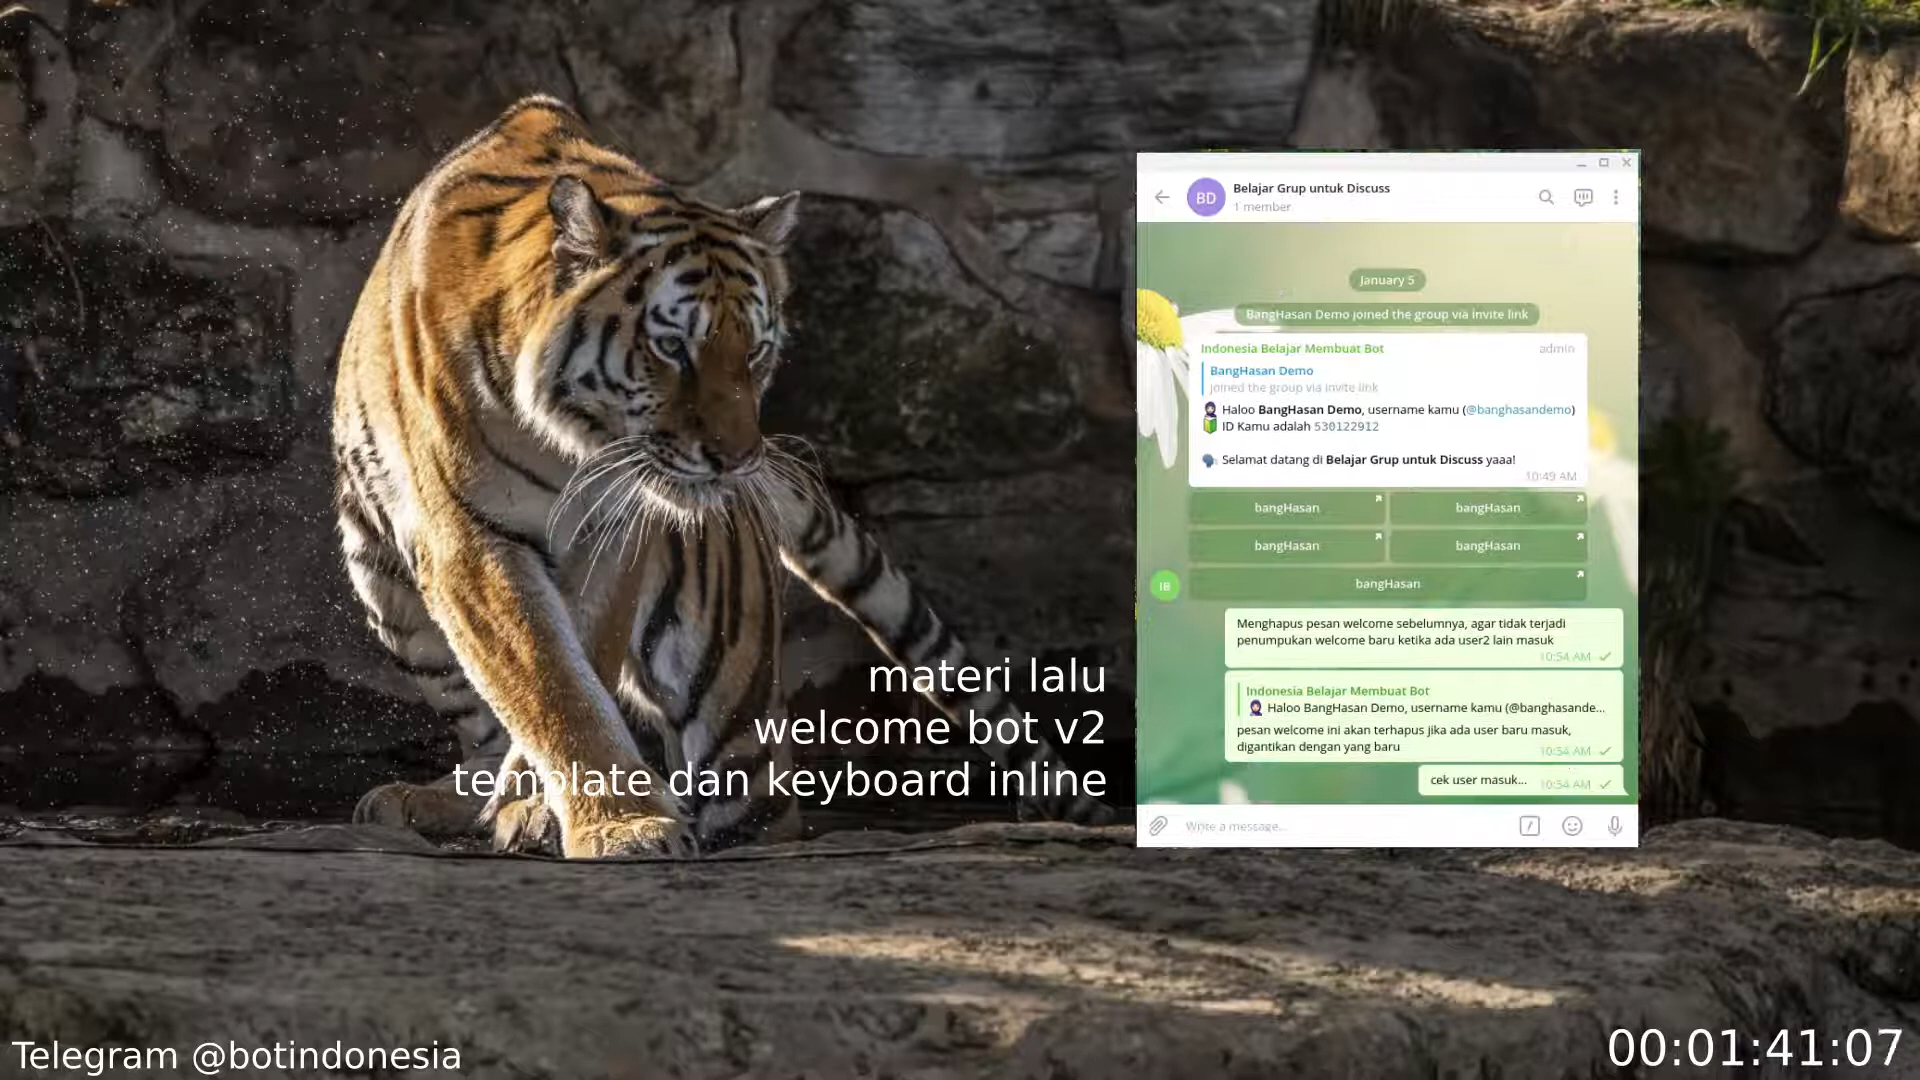 BD
Belajar Grup untuk Discuss
1 member
January 5
BangHasan Demo joined the group via invite link
Indonesia Belajar Membuat Bot
admin
BangHasan Demo
joined the group via invite link
Haloo BangHasan Demo, username kamu (@banghasandemo)
ID Kamu adalah 530122912
Selamat datang di Belajar Grup untuk Discuss yaaa!
10:49 AM
bangHasan
bangHasan
bangHasan
bangHasan
bangHasan
IB
Menghapus pesan welcome sebelumnya, agar tidak terjadi
penumpukan welcome baru ketika ada user2 lain masuk
10:54 AM
Indonesia Belajar Membuat Bot
Haloo BangHasan Demo, username kamu (@banghasande...
pesan welcome ini akan terhapus jika ada user baru masuk,
digantikan dengan yang baru
10:54 AM
cek user masuk...
10:54 AM
Write a message...
materi lalu
welcome bot v2
template dan keyboard inline
Telegram @botindonesia
00:01:41:07